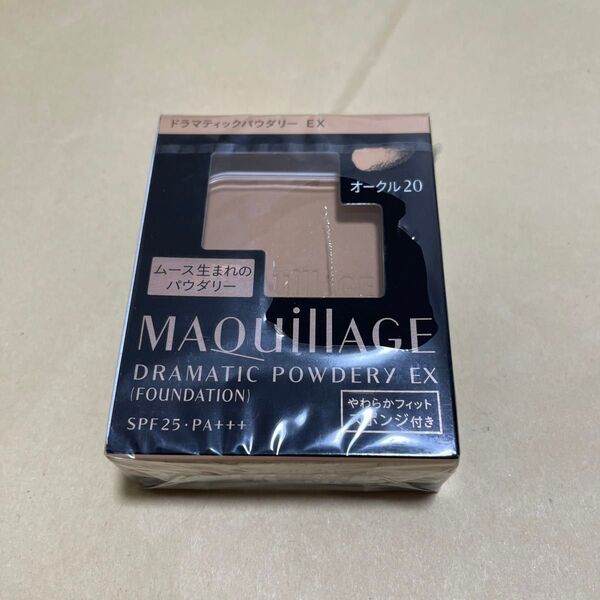 ドラマティックパウダリー EX
オークル20
ムース生まれの
パウダリー
MAQuillAGE
DRAMATIC POWDERY EX
(FOUNDATION)
SPF25・PA+++
やわらかフィット
スポンジ付き